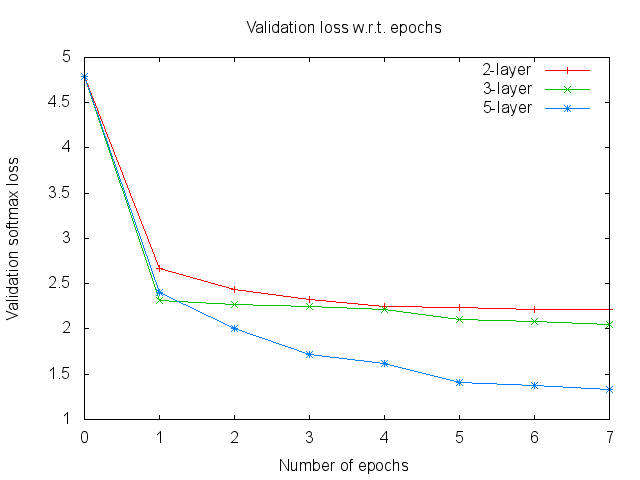 Validation loss w.r.t. epochs
5
4.5
4
3.5
3
2.5
2
1.5
1
Validation softmax loss
2-layer
3-layer
5-layer
0 1 2 3 4 5 6 7
Number of epochs